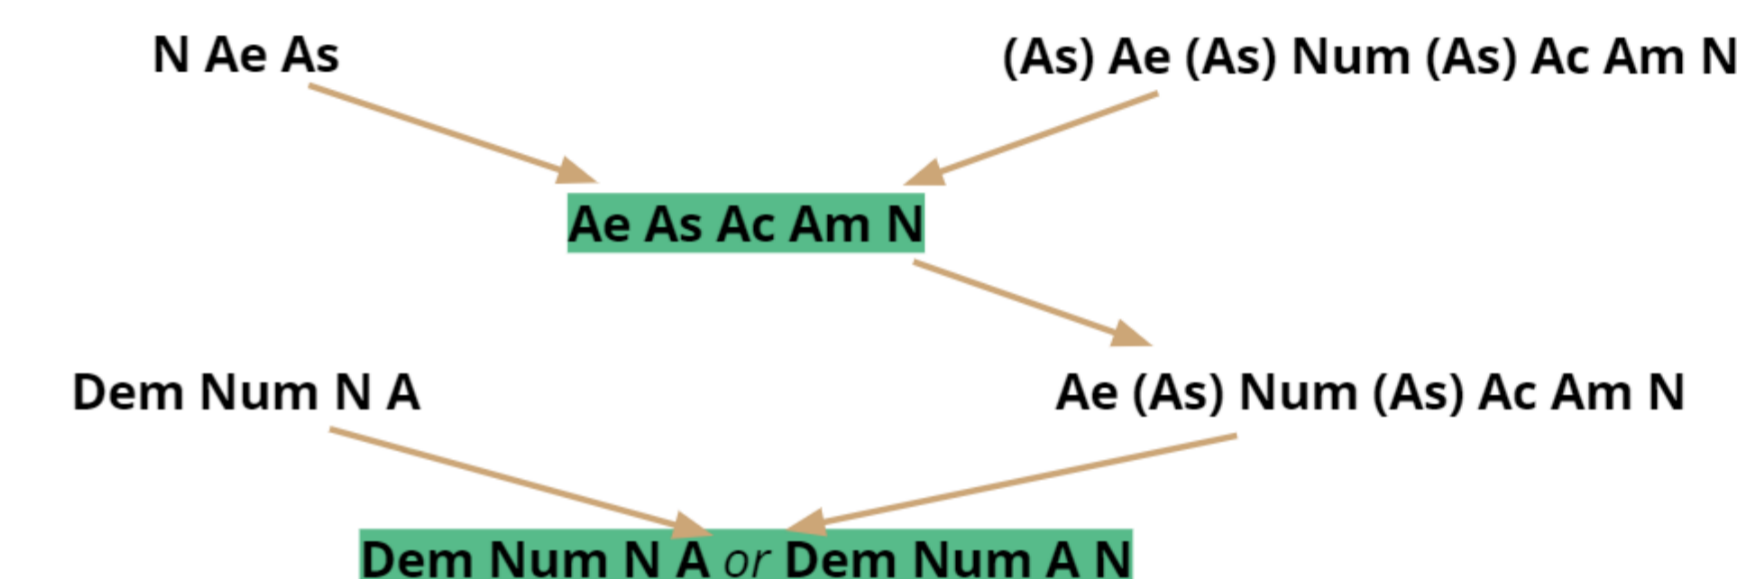 N Ae As
(As) Ae (As) Num (As) Ac Am N
Ae As Ac Am N
Dem Num N A
Ae (As) Num (As) Ac Am N
Dem Num N A or Dem Num A N